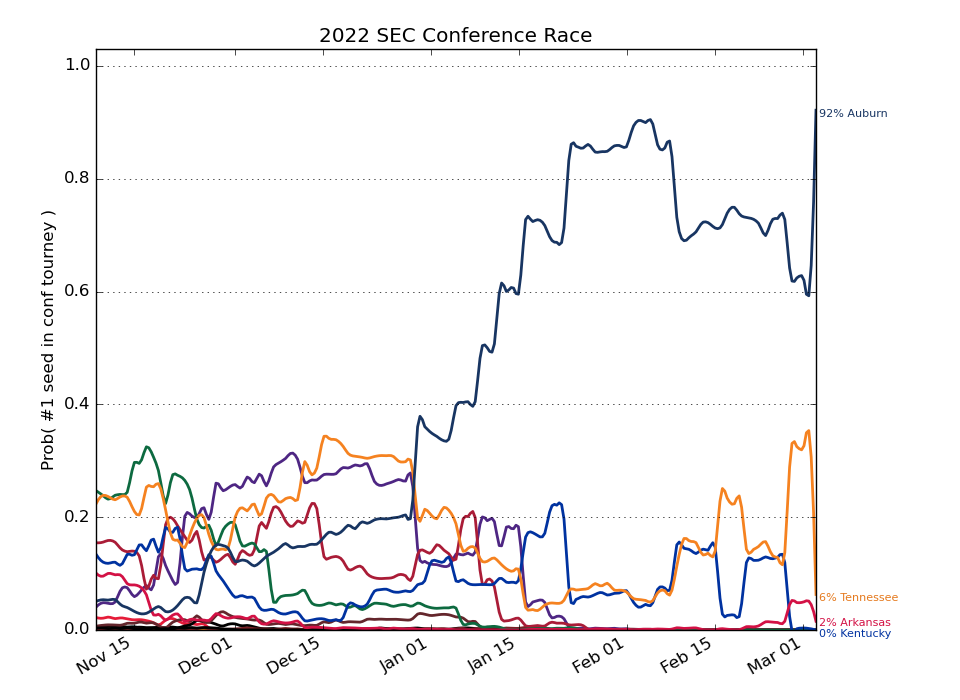 2022 SEC Conference Race
Prob( #1 seed in conf tourney )
1.0
0.8
0.6
0.4
0.2
0.0
Nov 15
Dec 01
Dec 15
Jan 01
Jan 15
Feb 01
Feb 15
Mar 01
92% Auburn
6% Tennessee
2% Arkansas
0% Kentucky